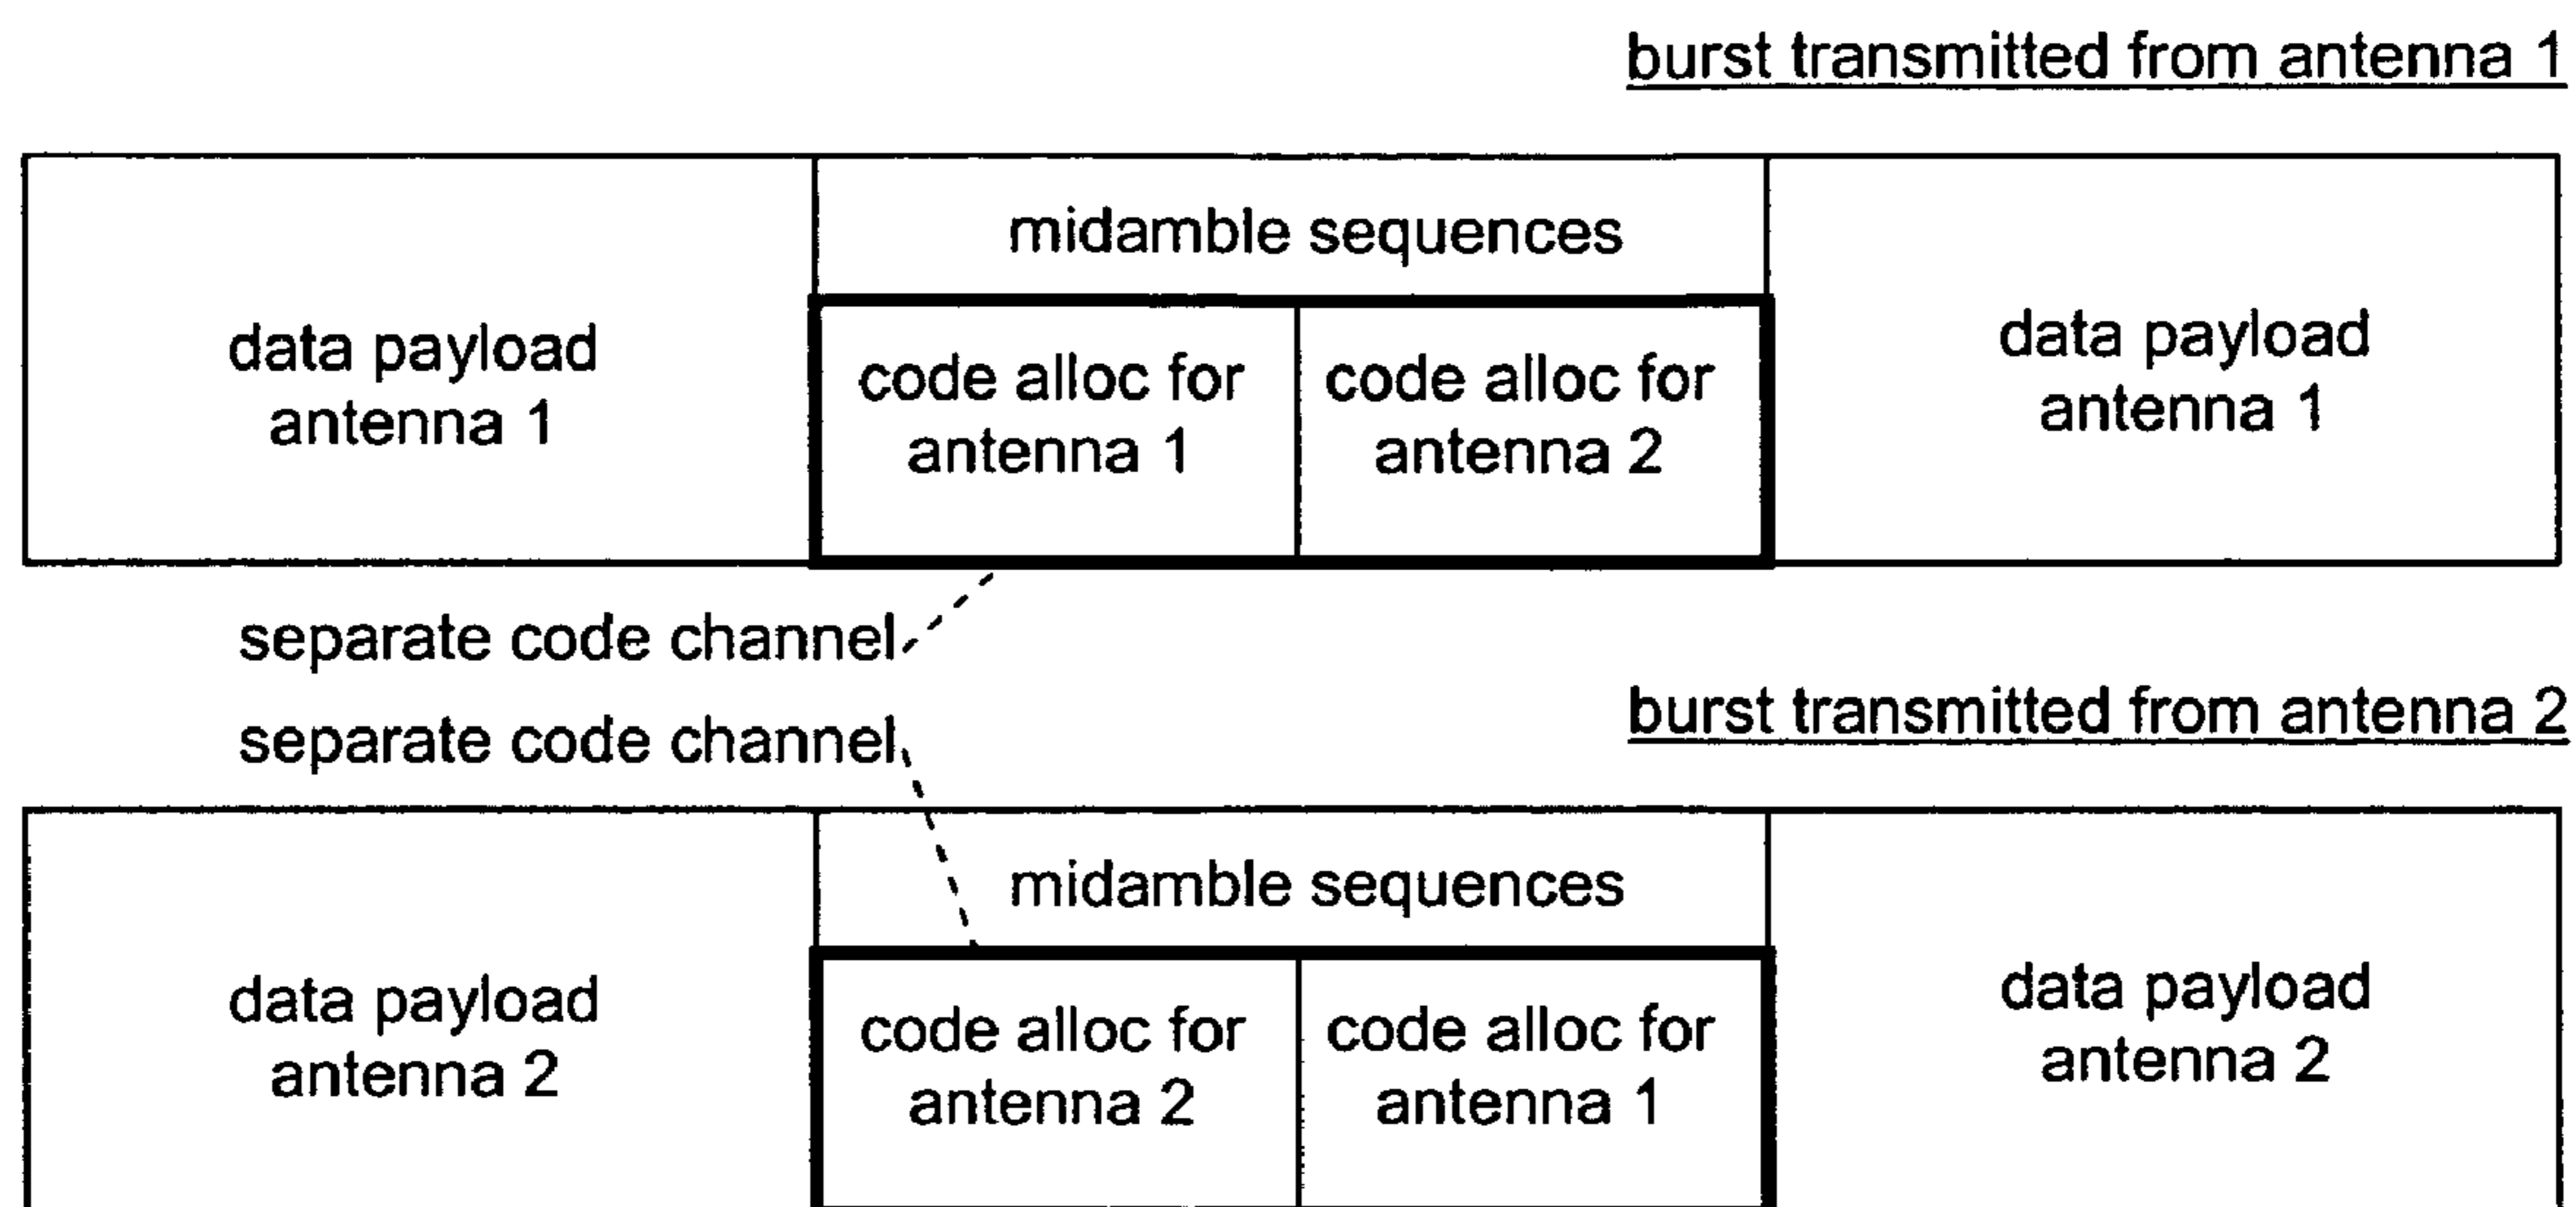 burst transmitted from antenna 1
midamble sequences
data payload
antenna 1
code alloc for
antenna 1
code alloc for
antenna 2
data payload
antenna 1
separate code channel
separate code channel
burst transmitted from antenna 2
midamble sequences
data payload
antenna 2
code alloc for
antenna 2
code alloc for
antenna 1
data payload
antenna 2